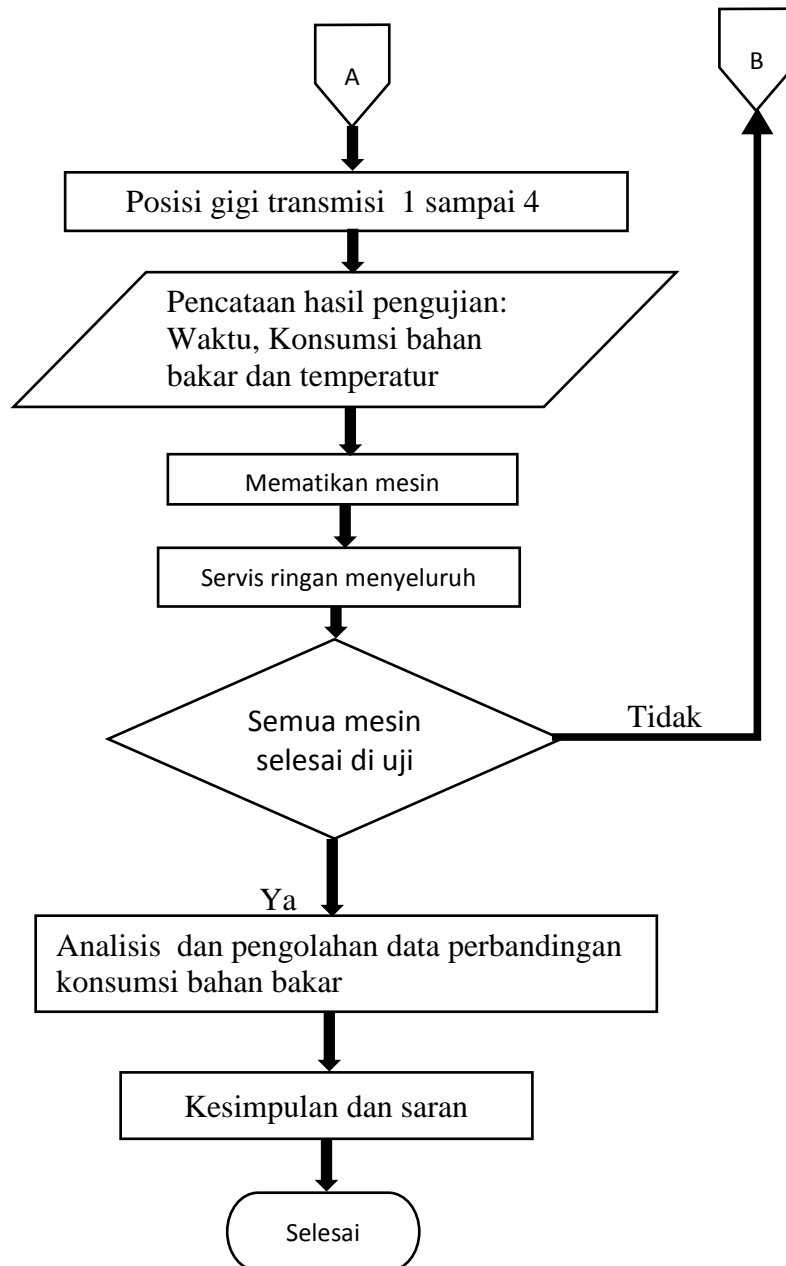 A
B
Posisi gigi transmisi 1 sampai 4
Pencataan hasil pengujian:
Waktu, Konsumsi bahan
bakar dan temperatur
Mematikan mesin
Servis ringan menyeluruh
Semua mesin
selesai di uji
Tidak
Ya
Analisis dan pengolahan data perbandingan
konsumsi bahan bakar
Kesimpulan dan saran
Selesai